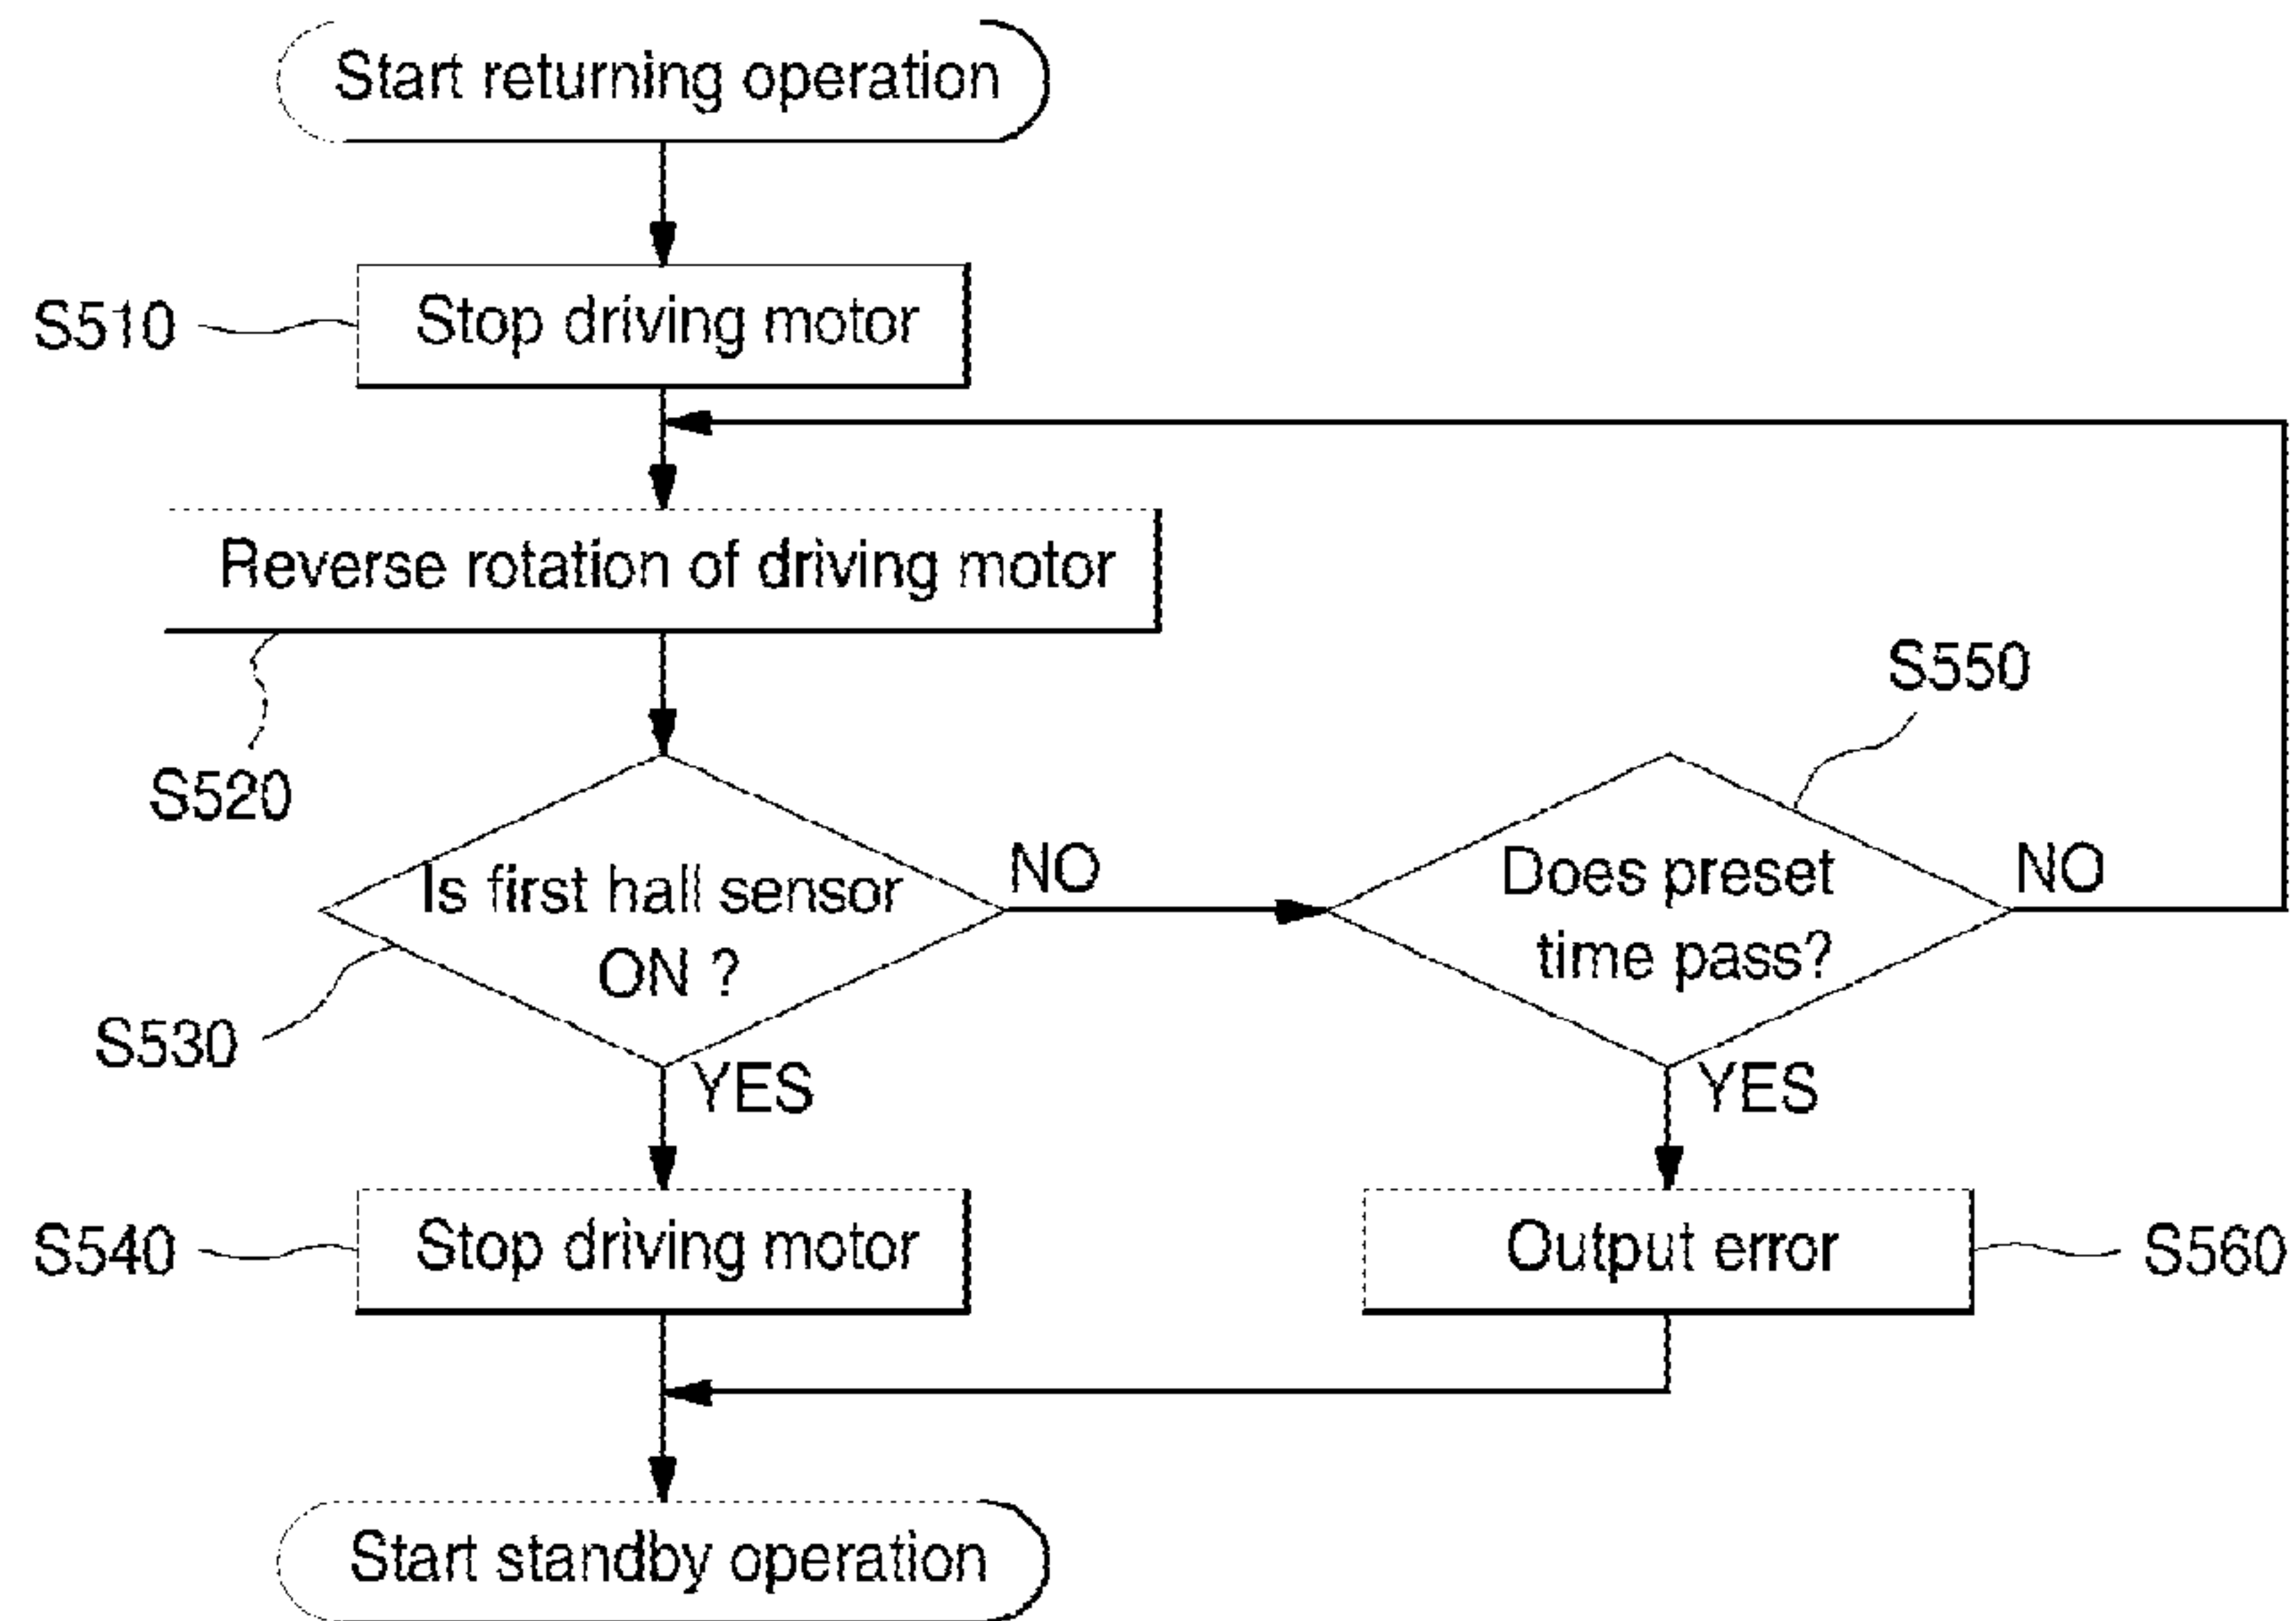 Start returning operation
S510
Stop driving motor
Reverse rotation of driving motor
S520
S550
Is first hall sensor
ON ?
NO
Does preset
time pass?
NO
S530
YES
YES
S540
Stop driving motor
Output error
S560
Start standby operation